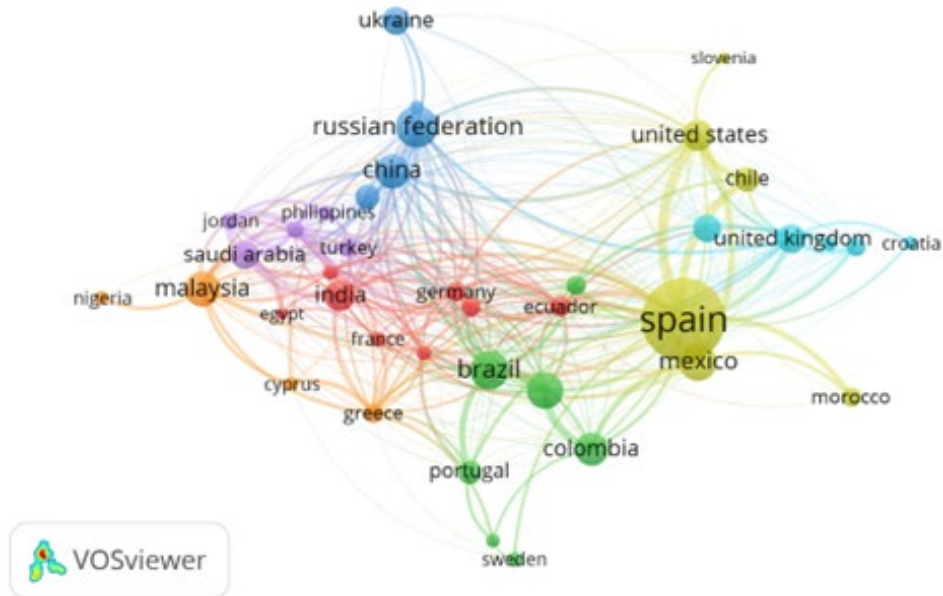 ukraine
slovenia
russian federation
united states
china
chile
jordan
philippines
united kingdom
croatia
saudi arabia
turkey
malaysia
nigeria
india
germany
egypt
ecuador
spain
france
brazil
mexico
cyprus
greece
morocco
colombia
portugal
sweden
VOSviewer